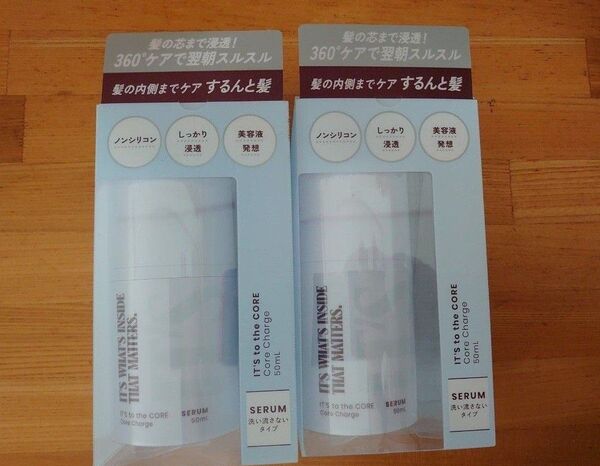 髪の芯まで浸透!
360°ケアで翌朝スルスル
髪の内側までケア するんと髪
ノンシリコン
しっかり
浸透
美容液
発想
IT'S WHAT'S INSIDE
THAT MATTERS.
IT'S to the CORE
Core Charge
SERUM
50mL
IT'S to the CORE
Core Charge
50mL
SERUM
洗い流さない
タイプ
髪の芯まで浸透!
360°ケアで翌朝スルスル
髪の内側までケア するんと髪
ノンシリコン
しっかり
浸透
美容液
発想
IT'S WHAT'S INSIDE
THAT MATTERS.
IT'S to the CORE
Core Charge
SERUM
50mL
IT'S to the CORE
Core Charge
50mL
SERUM
洗い流さない
タイプ